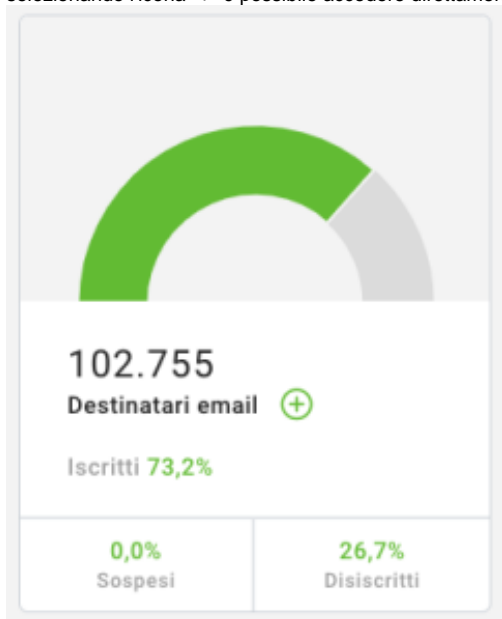 102.755
Destinatari email
Iscritti 73,2%
0,0%
Sospesi
26,7%
Disiscritti